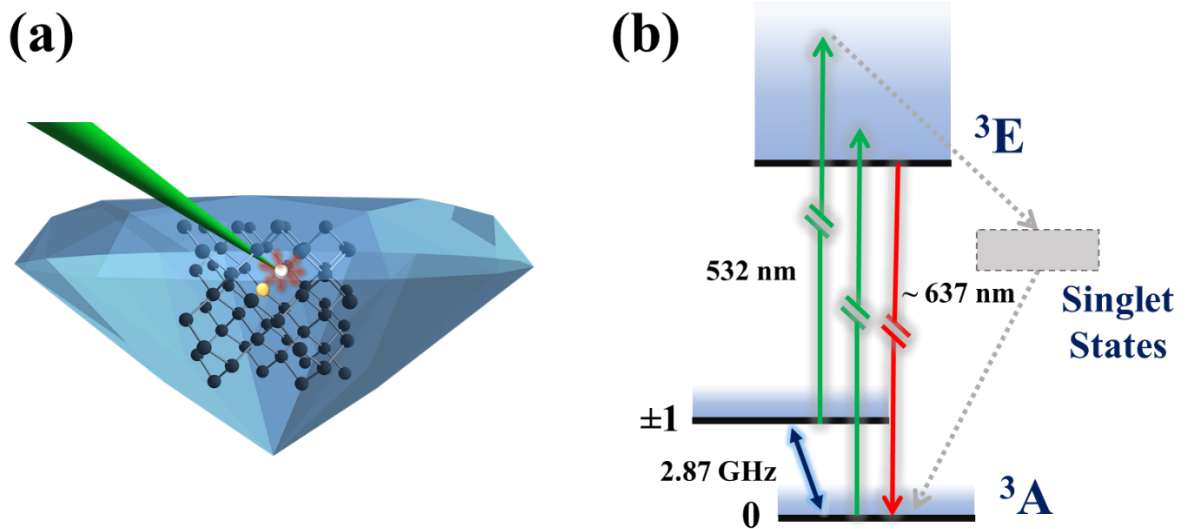 (a)
(b)
³E
532 nm
~ 637 nm
Singlet
States
±1
2.87 GHz
³A
0